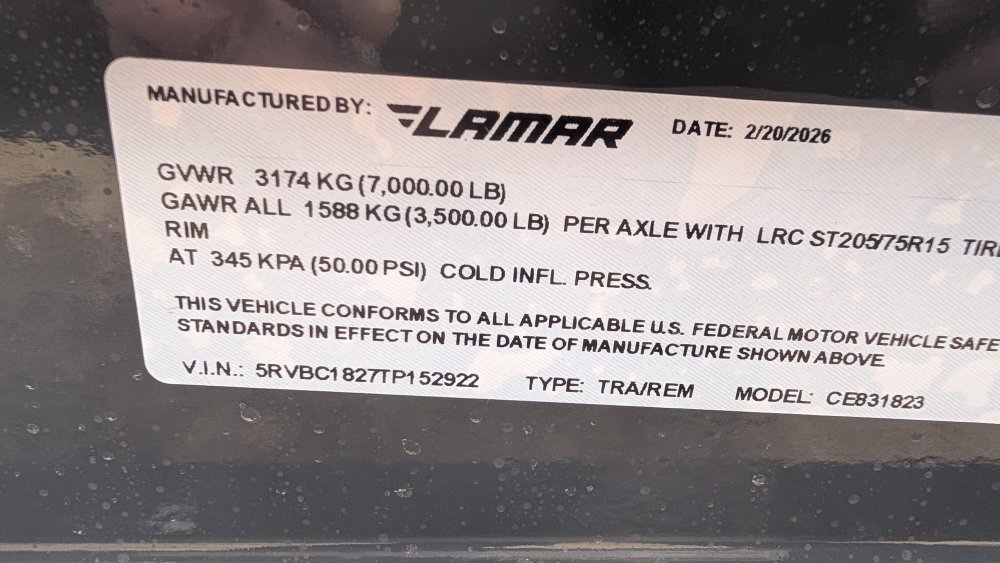 MANUFACTURED BY: LAMAR DATE: 2/20/2026
GVWR 3174 KG (7,000.00 LB)
GAWR ALL 1588 KG (3,500.00 LB) PER AXLE WITH LRC ST205/75R15
RIM
AT 345 KPA (50.00 PSI) COLD INFL. PRESS.
THIS VEHICLE CONFORMS TO ALL APPLICABLE U.S. FEDERAL MOTOR VEHICLE
STANDARDS IN EFFECT ON THE DATE OF MANUFACTURE SHOWN ABOVE
V.I.N.: 5RVBC1827TP152922 TYPE: TRA/REM MODEL: CE831823